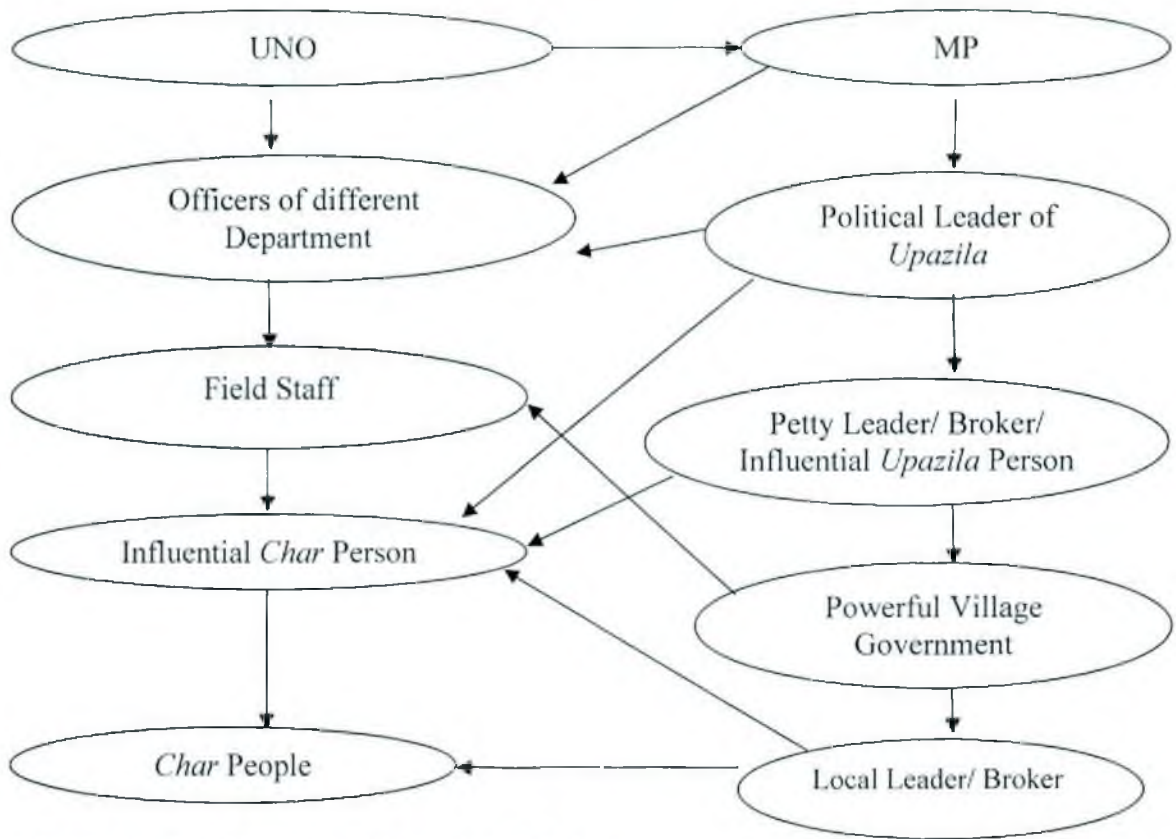 UNO
MP
Officers of different
Department
Political Leader of
Upazila
Field Staff
Petty Leader/ Broker/
Influential Upazila Person
Influential Char Person
Powerful Village
Government
Char People
Local Leader/ Broker